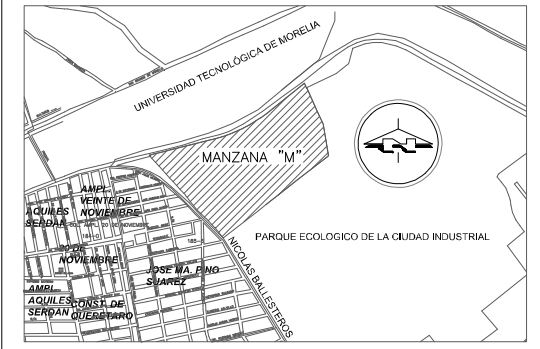 UNIVERSIDAD TECNOLÓGICA DE MORELIA
MANZANA "M"
PARQUE ECOLOGICO DE LA CIUDAD INDUSTRIAL
NICOLAS BALLESTEROS
AMPL.
VEINTE DE
NOVIEMBRE
AQUILES
SERDAN
20 DE
NOVIEMBRE
JOSE MA. PINO
SUAREZ
AMPL.
AQUILES
SERDAN
CONST. DE
QUERETARO